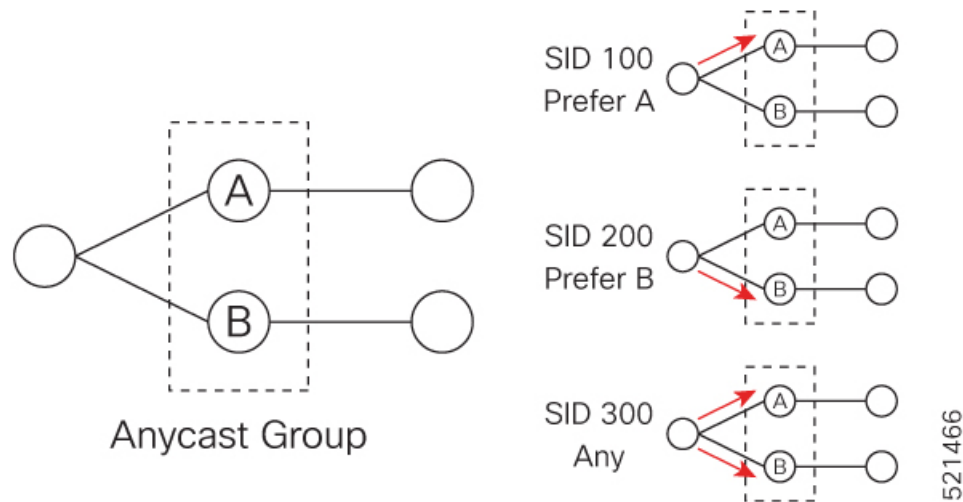 A
B
Anycast Group
SID 100
Prefer A
A
B
SID 200
Prefer B
A
B
SID 300
Any
A
B
521466